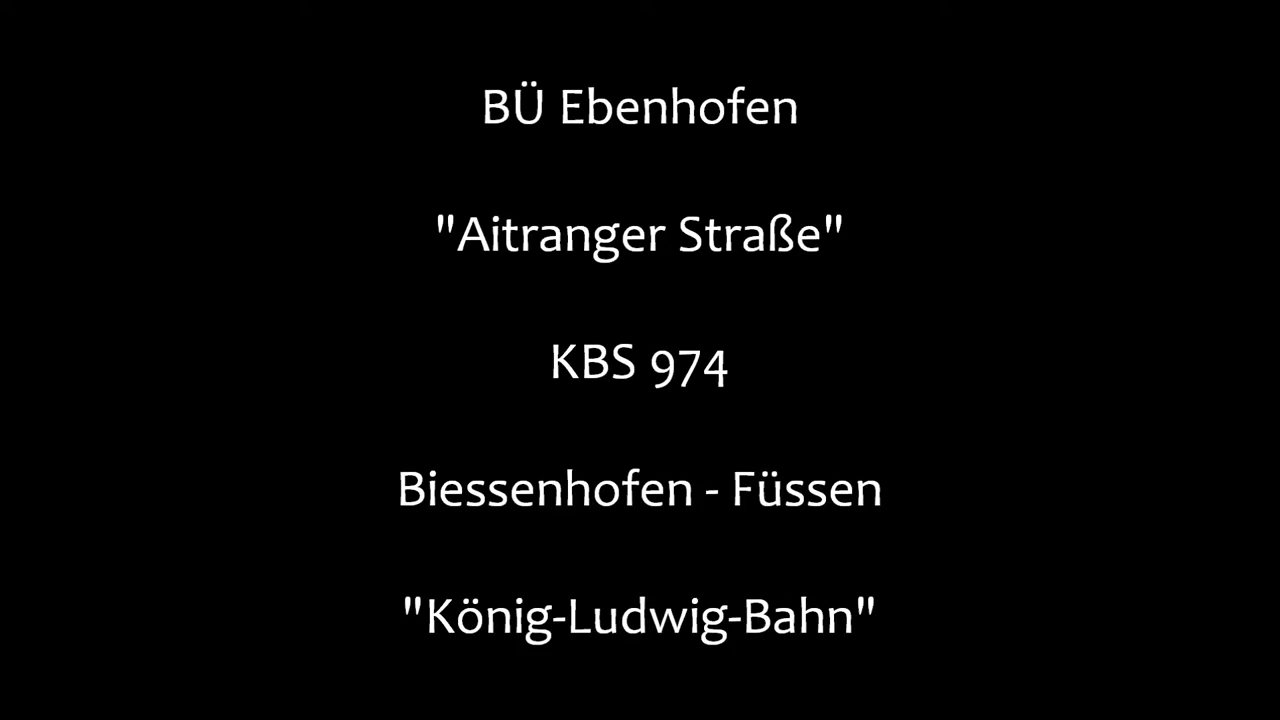 BÜ Ebenhofen
"Aitranger Straße"
KBS 974
Biessenhofen - Füssen
"König-Ludwig-Bahn"